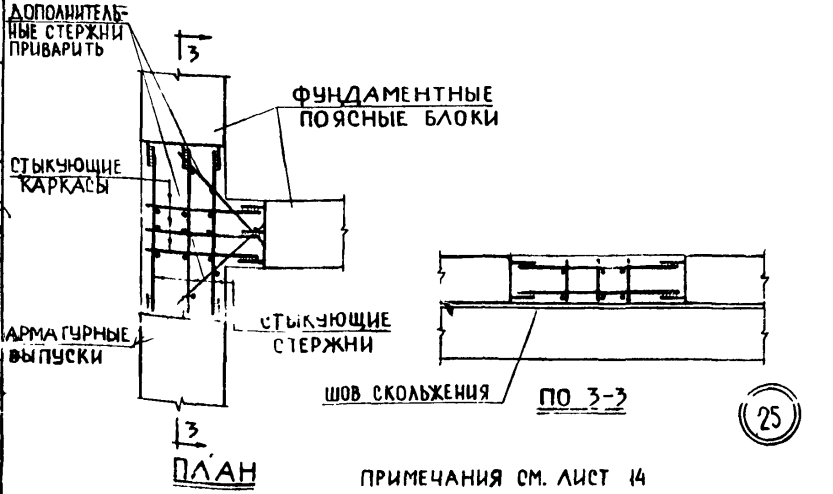 ДОПОЛНИТЕЛЬ-
НЫЕ СТЕРЖНИ
ПРИВАРИТЬ
3
ФУНДАМЕНТНЫЕ
ПОЯСНЫЕ БЛОКИ
СТЫКУЮЩИЕ
КАРКАСЫ
АРМАТУРНЫЕ
ВЫПУСКИ
СТЫКУЮЩИЕ
СТЕРЖНИ
ШОВ СКОЛЬЖЕНИЯ
ПО 3-3
25
3
ПЛАН
ПРИМЕЧАНИЯ СМ. ЛИСТ 14